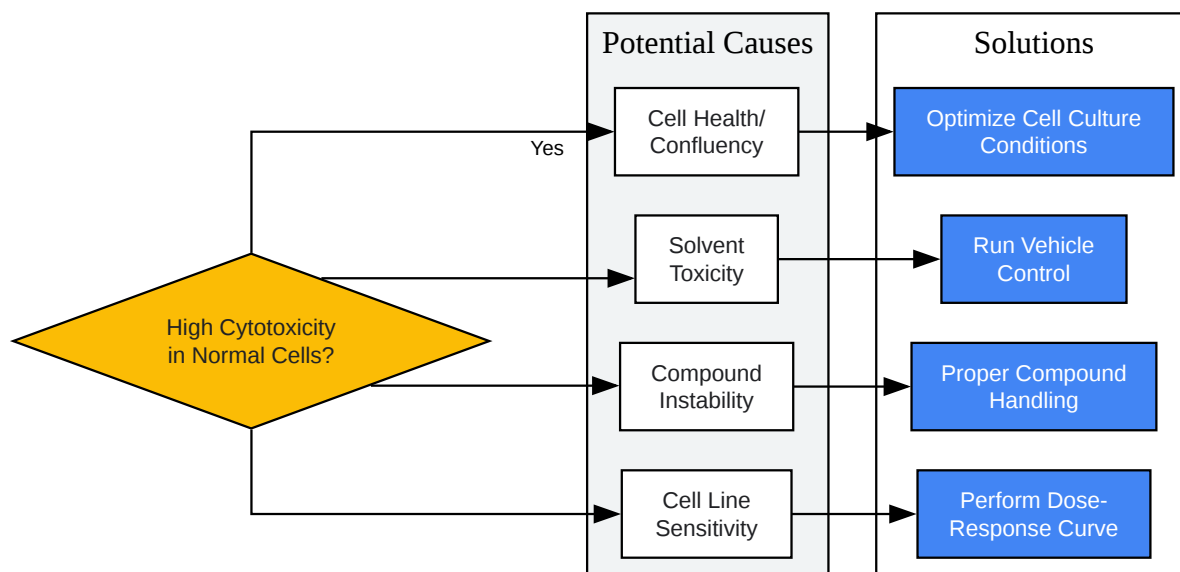 Potential Causes
Solutions
Cell Health/
Confluency
Optimize Cell Culture
Conditions
Yes
Solvent
Toxicity
Run Vehicle
Control
High Cytotoxicity
in Normal Cells?
Compound
Instability
Proper Compound
Handling
Cell Line
Sensitivity
Perform Dose-
Response Curve